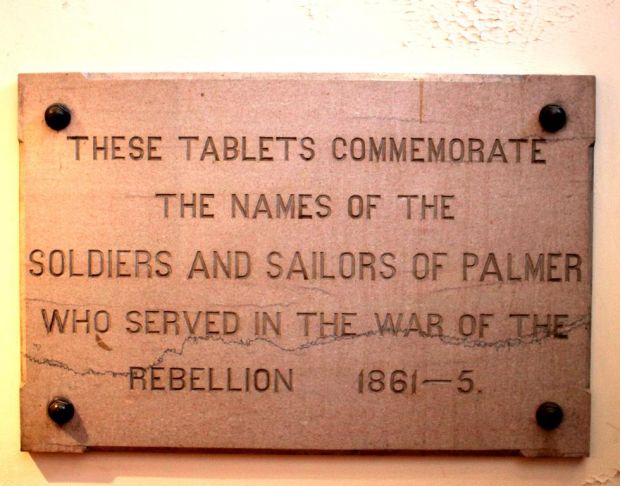 THESE TABLETS COMMEMORATE
THE NAMES OF THE
SOLDIERS AND SAILORS OF PALMER
WHO SERVED IN THE WAR OF THE
REBELLION 1861—5.